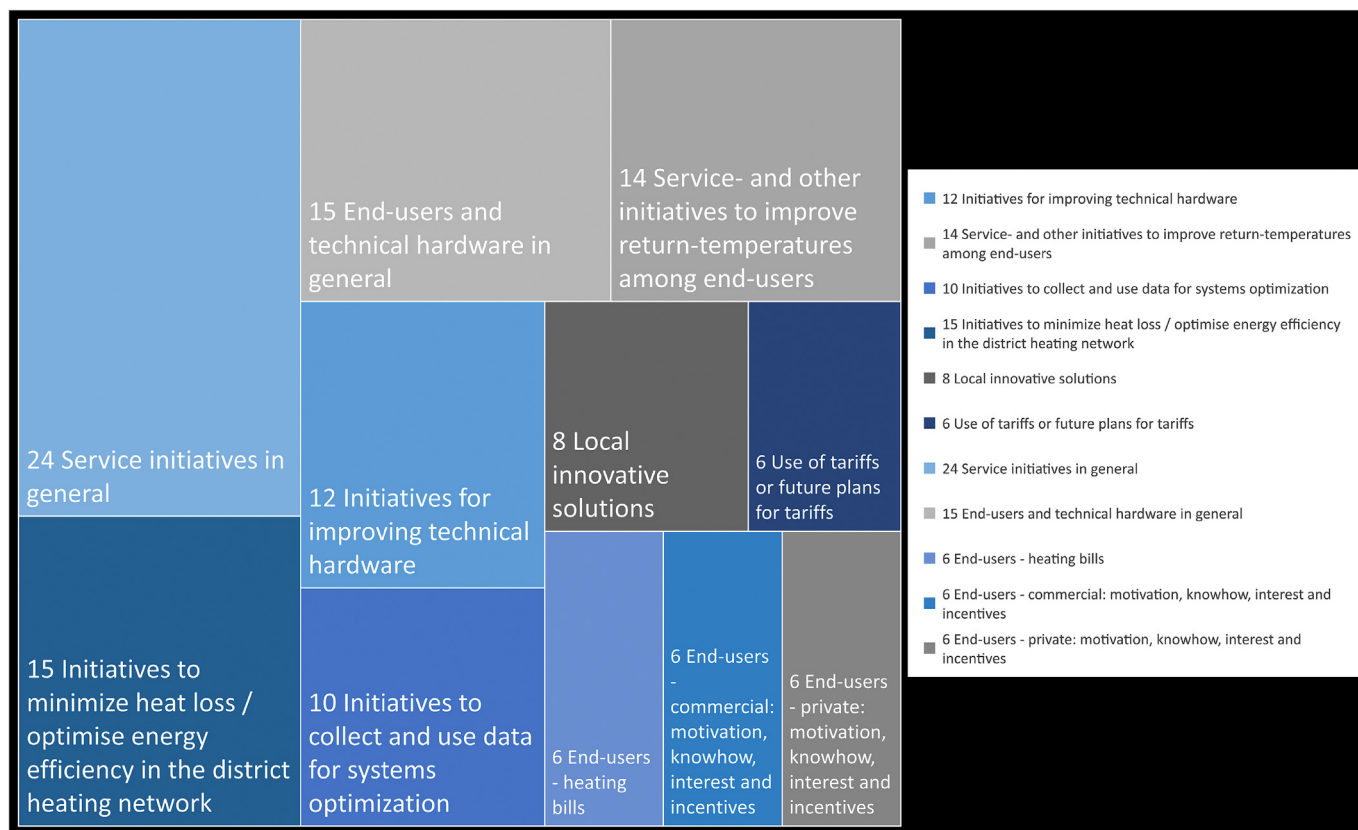 24 Service initiatives in
general
15 Initiatives to
minimize heat loss /
optimise energy
efficiency in the district
heating network
15 End-users and
technical hardware in
general
14 Service- and other
initiatives to improve
return-temperatures
among end-users
12 Initiatives for
improving technical
hardware
10 Initiatives to
collect and use data
for systems
optimization
8 Local
innovative
solutions
6 Use of tariffs
or future plans
for tariffs
6 End-users
- heating
bills
6 End-users
-
commercial:
motivation,
knowhow,
interest and
incentives
6 End-users
- private:
motivation,
knowhow,
interest and
incentives
12 Initiatives for improving technical hardware
14 Service- and other initiatives to improve return-temperatures
among end-users
10 Initiatives to collect and use data for systems optimization
15 Initiatives to minimize heat loss / optimise energy efficiency
in the district heating network
8 Local innovative solutions
6 Use of tariffs or future plans for tariffs
24 Service initiatives in general
15 End-users and technical hardware in general
6 End-users - heating bills
6 End-users - commercial: motivation, knowhow, interest and
incentives
6 End-users - private: motivation, knowhow, interest and
incentives